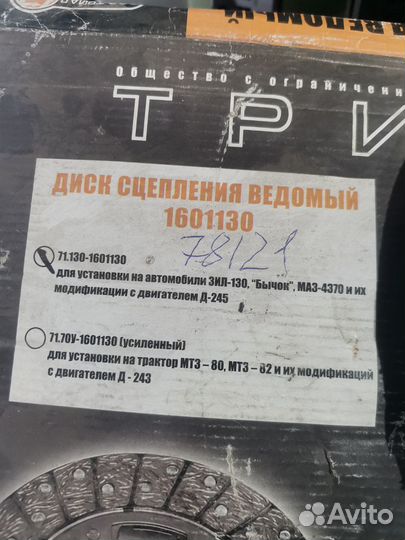 Я ВЕДОМЫЙ
Общество с ограничен
ТРИ
ДИСК СЦЕПЛЕНИЯ ВЕДОМЫЙ
1601130
71.130-1601130
78121
для установки на автомобили ЗИЛ-130, "Бычок", МАЗ-4370 и их
модификации с двигателем Д-245
71.70У-1601130 (усиленный)
для установки на трактор МТЗ – 80, МТЗ – 82 и их модификаций
с двигателем Д - 243
Avito